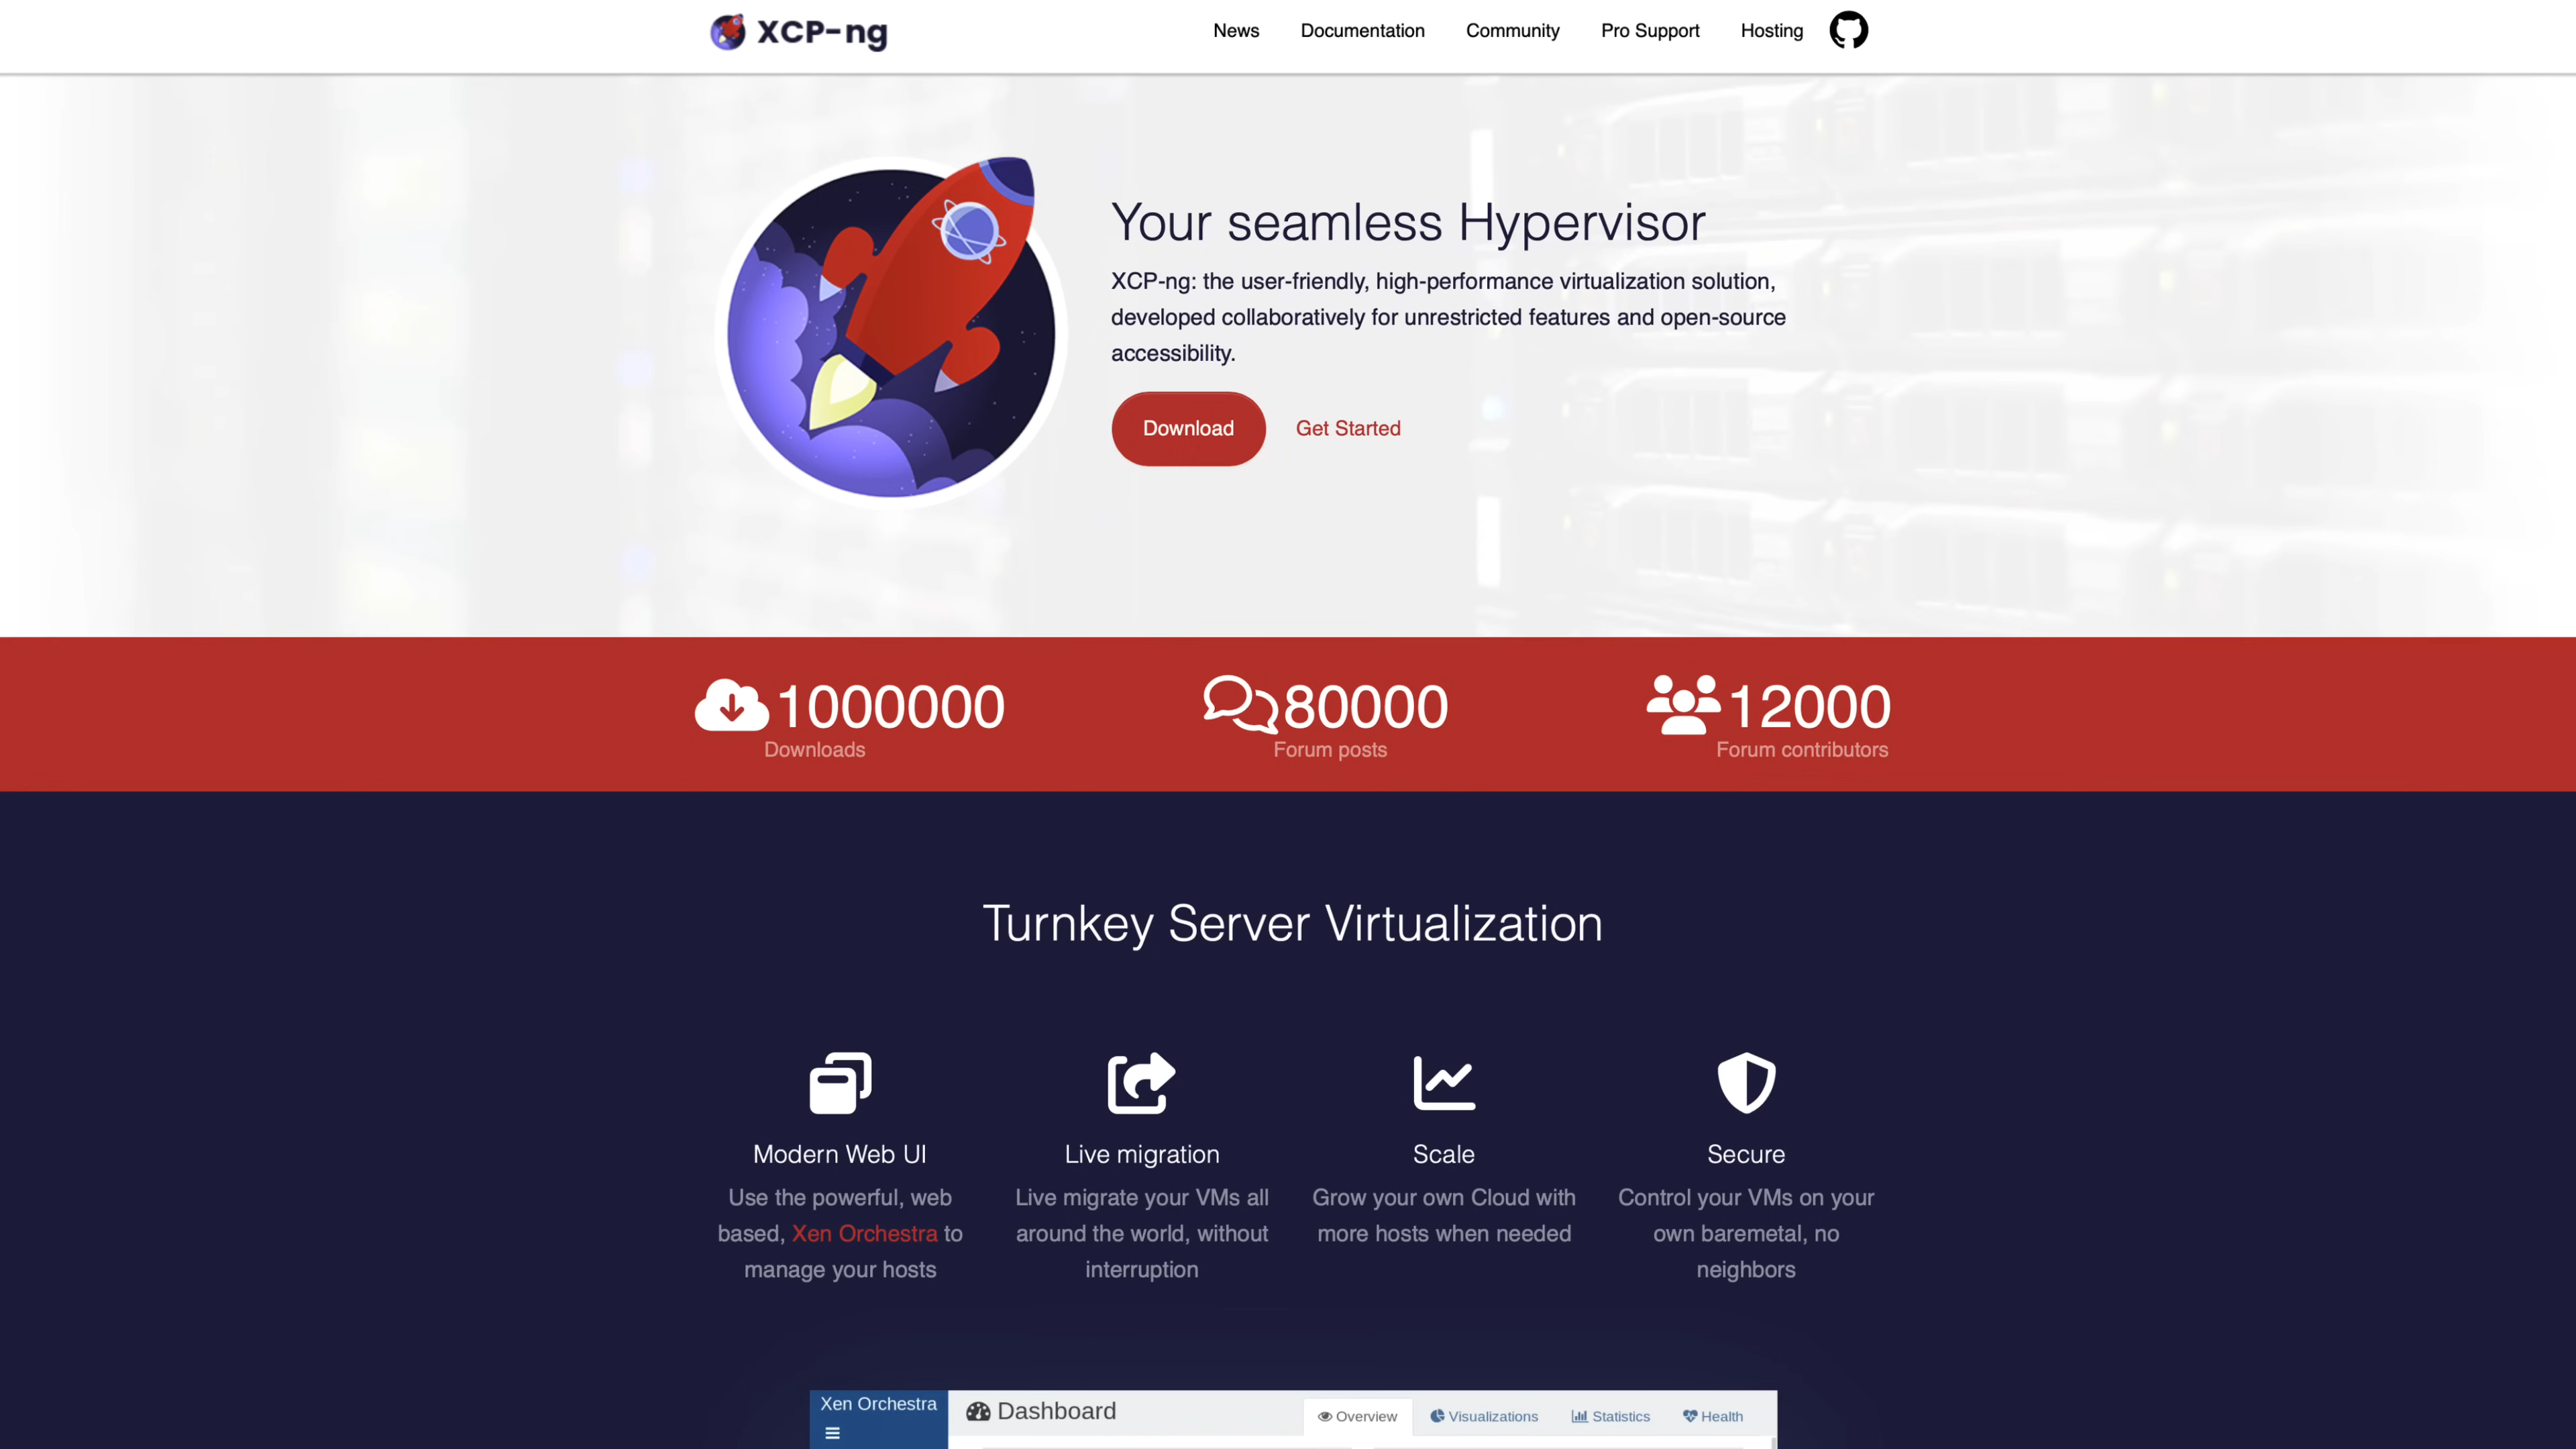 XCP-ng
News Documentation Community Pro Support Hosting
Your seamless Hypervisor
XCP-ng: the user-friendly, high-performance virtualization solution,
developed collaboratively for unrestricted features and open-source
accessibility.
Download Get Started
1000000
Downloads
80000
Forum posts
12000
Forum contributors
Turnkey Server Virtualization
Modern Web UI
Use the powerful, web
based, Xen Orchestra to
manage your hosts
Live migration
Live migrate your VMs all
around the world, without
interruption
Scale
Grow your own Cloud with
more hosts when needed
Secure
Control your VMs on your
own baremetal, no
neighbors
Xen Orchestra
Dashboard
Overview Visualizations Statistics Health